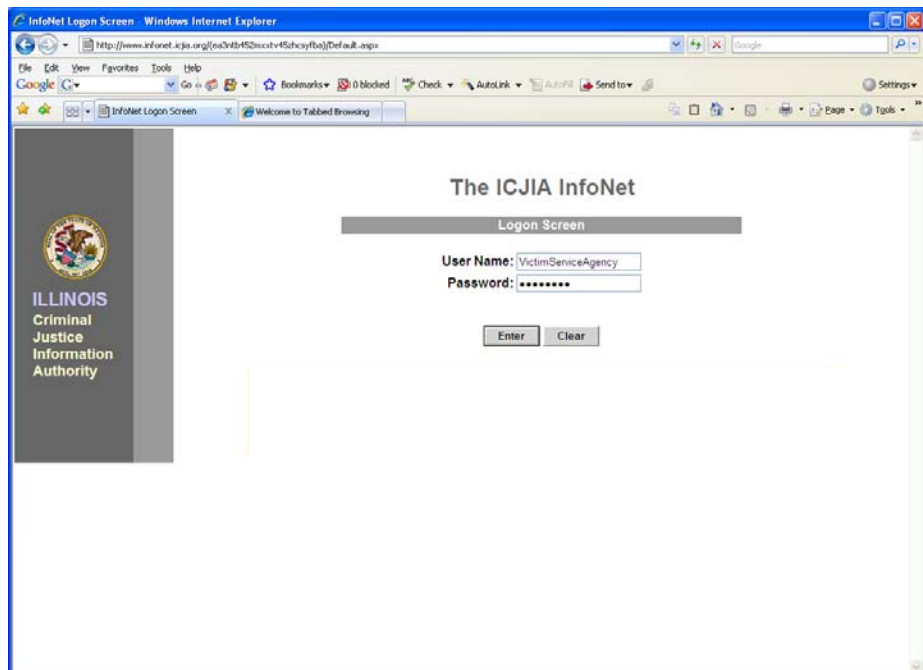 InfoNet Logon Screen - Windows Internet Explorer
Google
File Edit View Favorites Tools Help
Google G Go Bookmarks 0 blocked Check AutoLink AutoFill Send to Settings
InfoNet Logon Screen X Welcome to Tabbed Browsing Page Tools »
The ICJIA InfoNet
Logon Screen
User Name: VictimServiceAgency
Password: ••••••••
Enter Clear
ILLINOIS
Criminal
Justice
Information
Authority